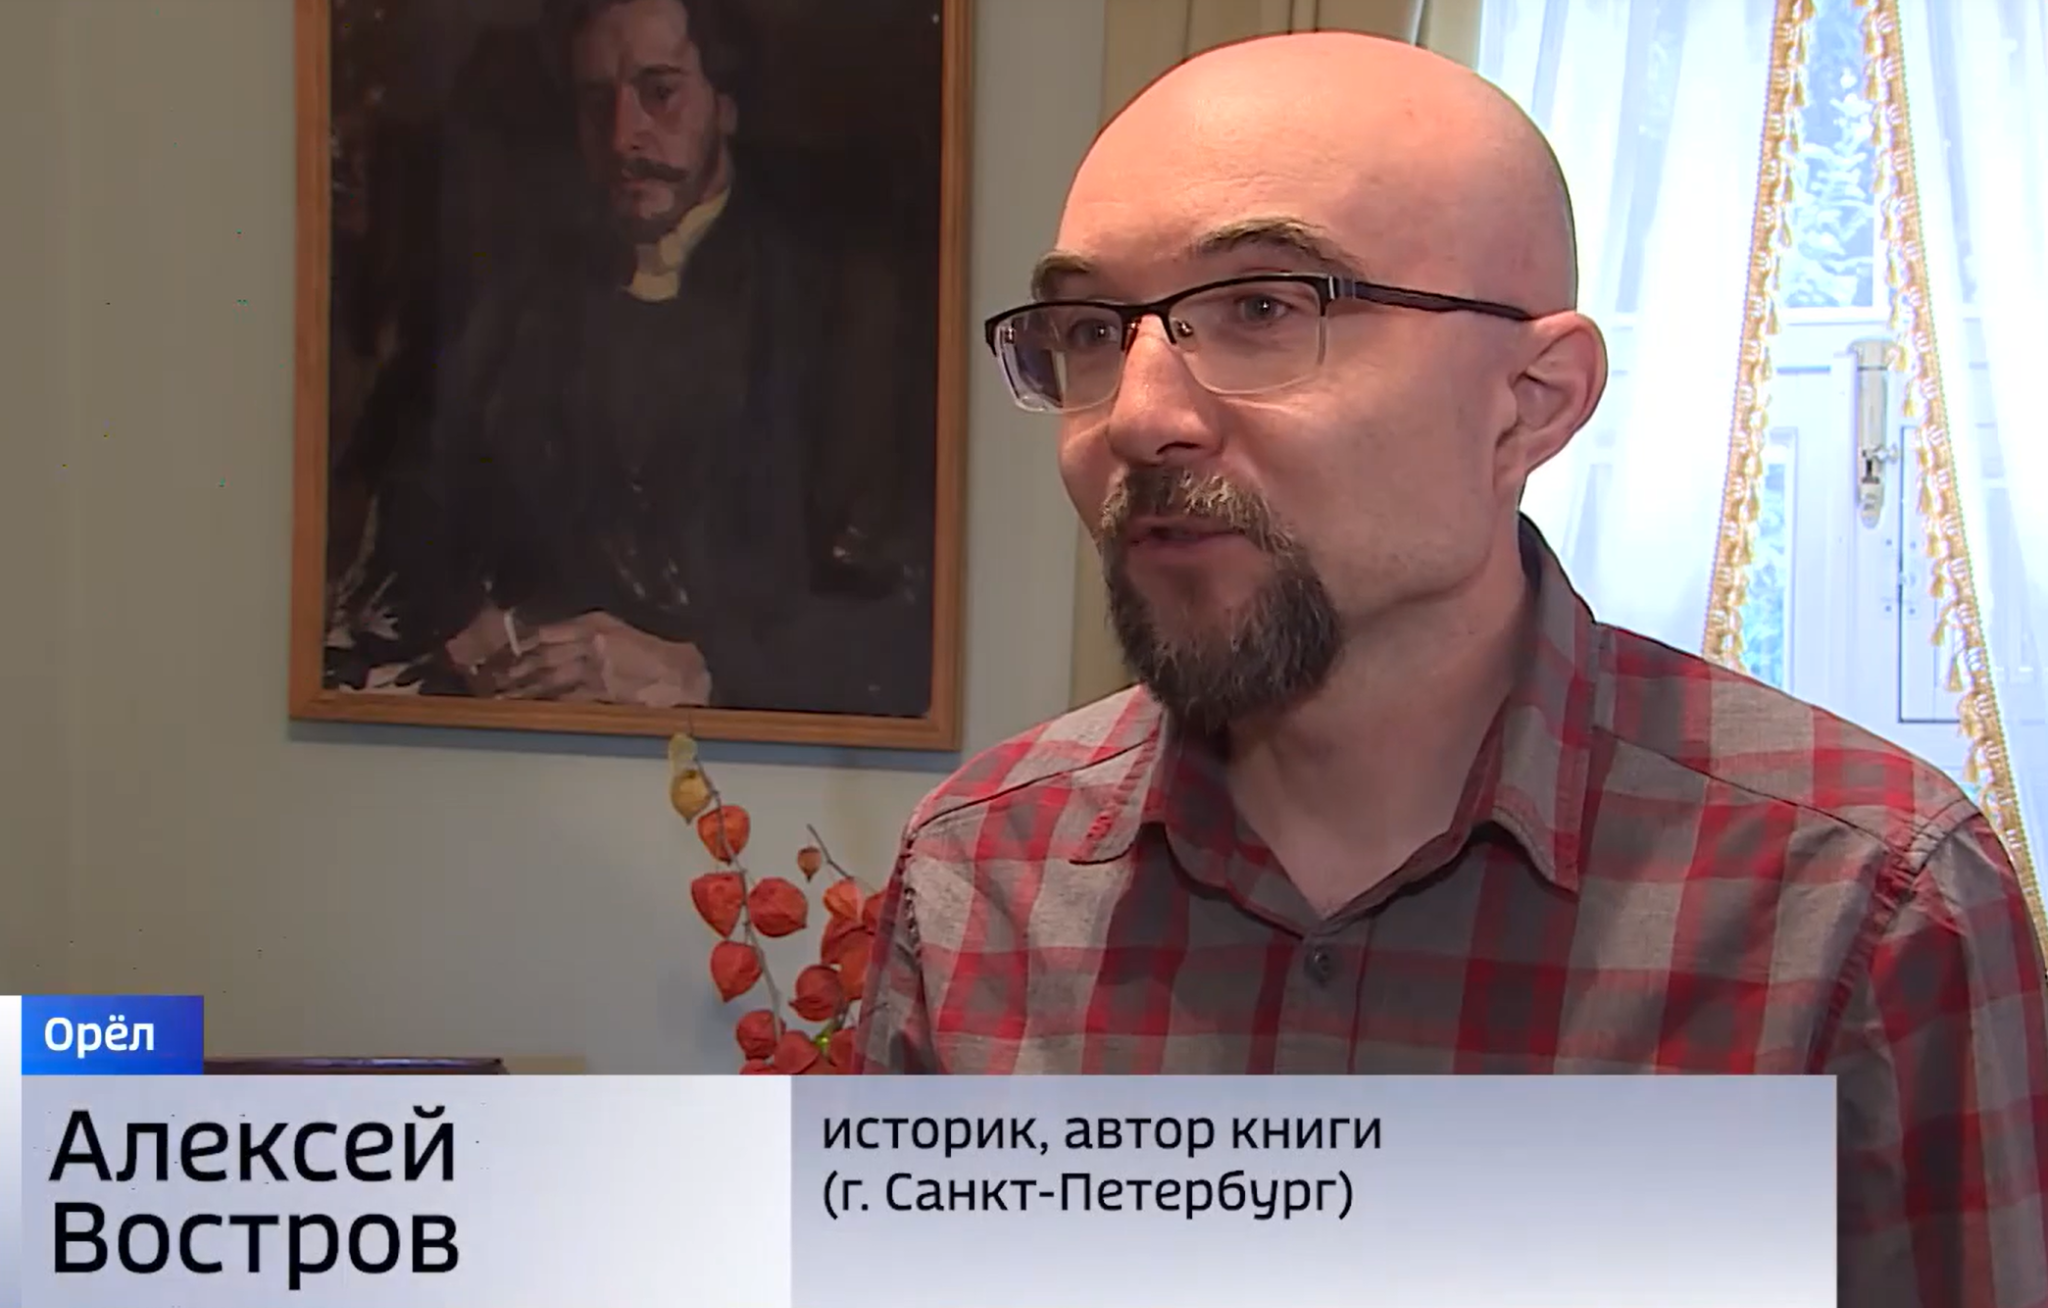 Орёл
Алексей
Востров
историк, автор книги
(г. Санкт-Петербург)